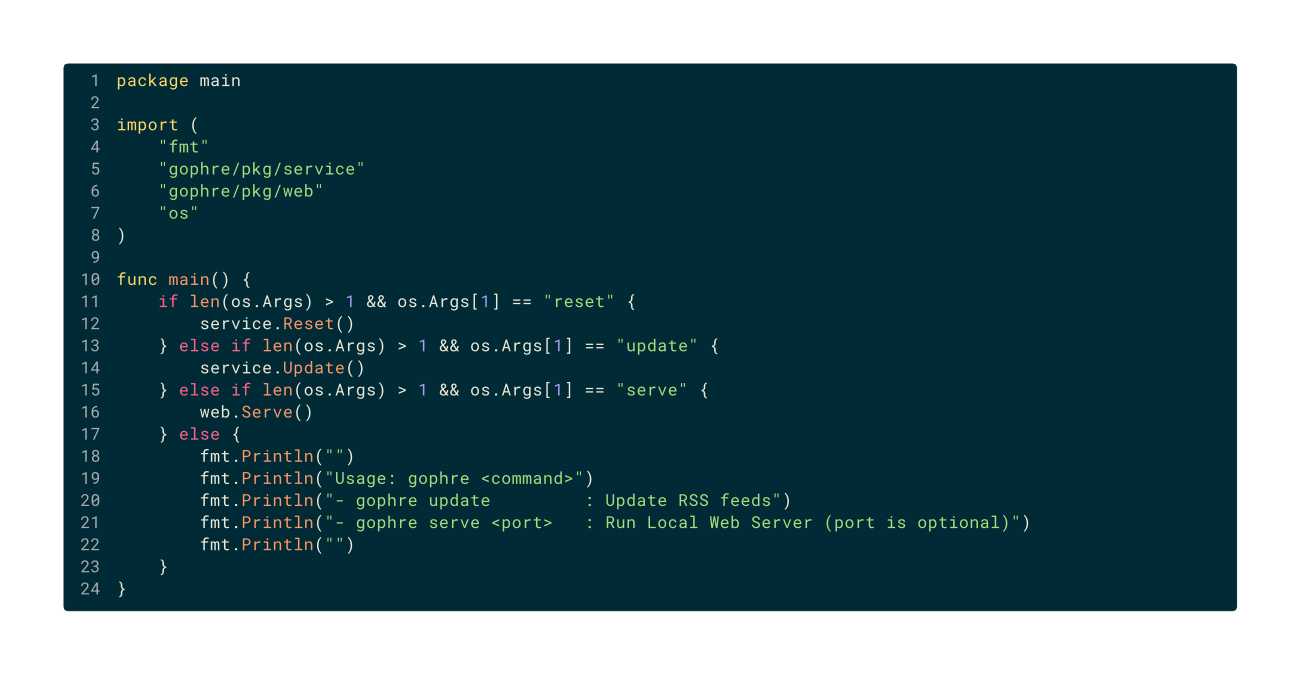 1 package main
2
3 import (
4     "fmt"
5     "gophre/pkg/service"
6     "gophre/pkg/web"
7     "os"
8 )
9
10 func main() {
11     if len(os.Args) > 1 && os.Args[1] == "reset" {
12         service.Reset()
13     } else if len(os.Args) > 1 && os.Args[1] == "update" {
14         service.Update()
15     } else if len(os.Args) > 1 && os.Args[1] == "serve" {
16         web.Serve()
17     } else {
18         fmt.Println("")
19         fmt.Println("Usage: gophre <command>")
20         fmt.Println("- gophre update         : Update RSS feeds")
21         fmt.Println("- gophre serve <port>   : Run Local Web Server (port is optional)")
22         fmt.Println("")
23     }
24 }